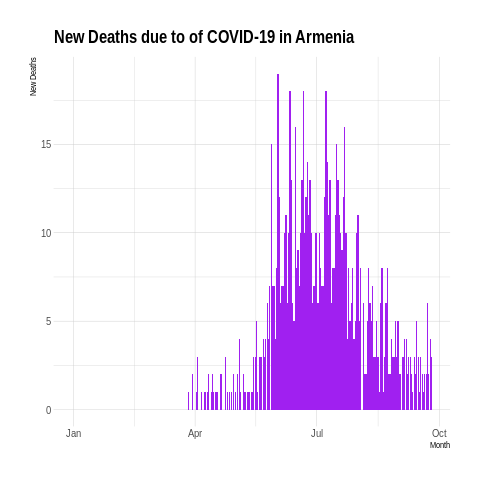 New Deaths due to of COVID-19 in Armenia
New Deaths
15
10
5
0
Jan Apr Jul Oct
Month